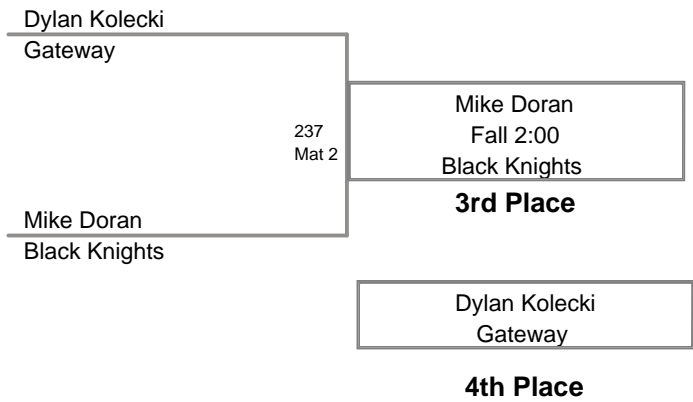 Dylan Kolecki
Gateway
237
Mat 2
Mike Doran
Fall 2:00
Black Knights
3rd Place
Mike Doran
Black Knights
Dylan Kolecki
Gateway
4th Place